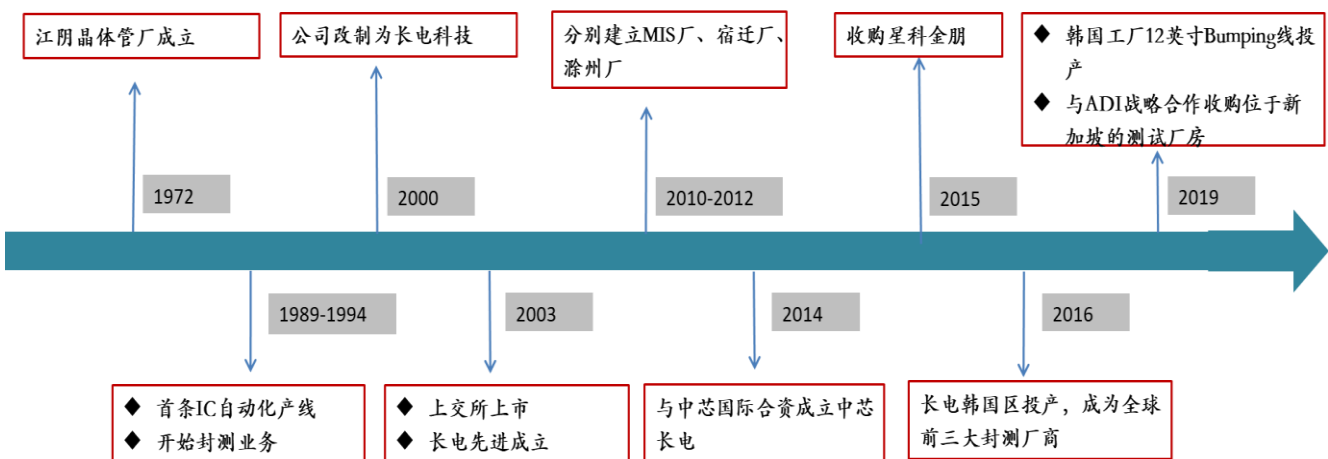 江阴晶体管厂成立
公司改制为长电科技
分别建立MIS厂、宿迁厂、
滁州厂
收购星科金朋
◆ 韩国工厂12英寸Bumping线投
产
◆ 与ADI战略合作收购位于新
加坡的测试厂房
1972
2000
2010-2012
2015
2019
1989-1994
2003
2014
2016
◆ 首条IC自动化产线
◆ 开始封测业务
◆ 上交所上市
◆ 长电先进成立
与中芯国际合资成立中芯
长电
长电韩国区投产，成为全球
前三大封测厂商